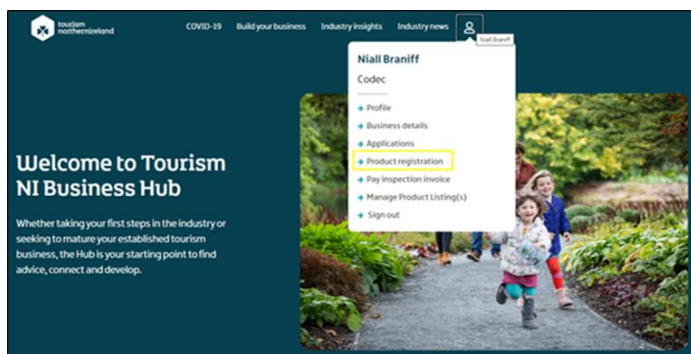 tourism
northernireland
COVID-19 Build your business Industry insights Industry news
Niall Braniff
Niall Braniff
Codec
Profile
Business details
Applications
Product registration
Pay inspection invoice
Manage Product Listing(s)
Sign out
Welcome to Tourism
NI Business Hub
Whether taking your first steps in the industry or
seeking to mature your established tourism
business, the Hub is your starting point to find
advice, connect and develop.